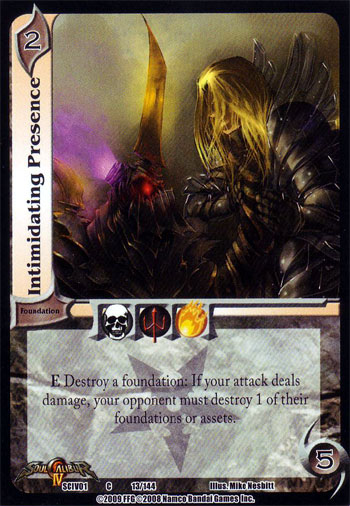 2
Intimidating Presence
Foundation
E Destroy a foundation: If your attack deals
damage, your opponent must destroy 1 of their
foundations or assets.
5
SOULCALIBUR
IV
SCIV01 C 13/144 Illus. Mike Nesbitt
©2009 FFG ©2008 Namco Bandai Games Inc.